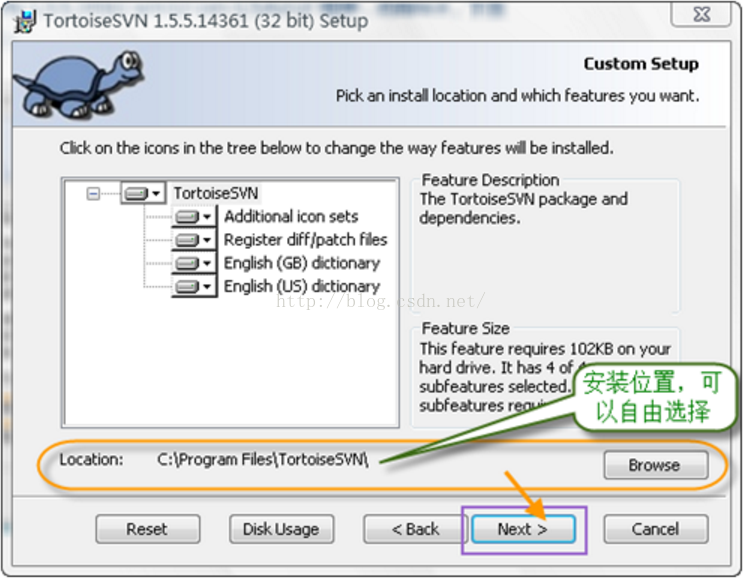 TortoiseSVN 1.5.5.14361 (32 bit) Setup
Custom Setup
Pick an install location and which features you want.
Click on the icons in the tree below to change the way features will be installed.
TortoiseSVN
Additional icon sets
Register diff/patch files
English (GB) dictionary
English (US) dictionary
http://blog.csdn.net/
Feature Description
The TortoiseSVN package and
dependencies.
Feature Size
This feature requires 102KB on your
hard drive. It has 4 of
subfeatures selected.
subfeatures
安装位置，可
以自由选择
Location: C:\Program Files\TortoiseSVN\
Browse
Reset
Disk Usage
< Back
Next >
Cancel